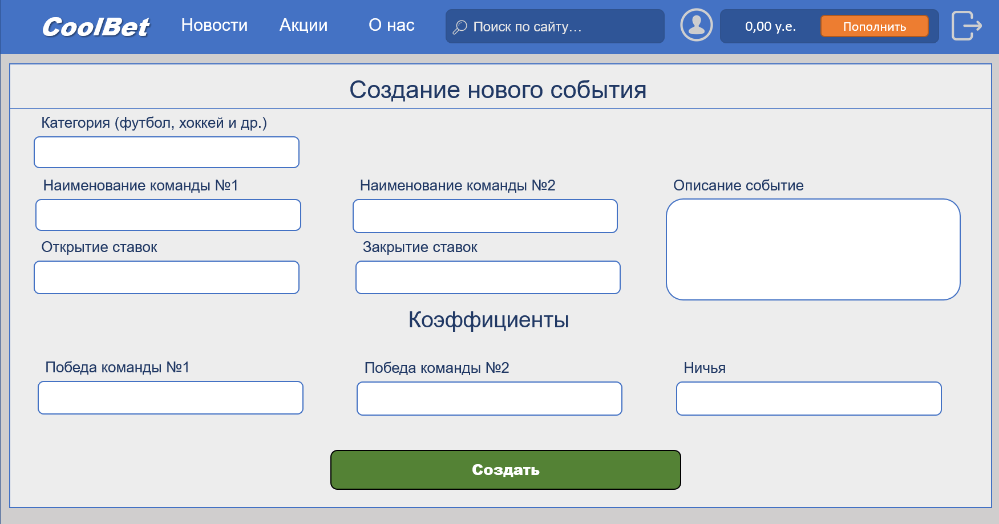 CoolBet
Новости
Акции
О нас
Поиск по сайту...
0,00 у.е.
Пополнить
Создание нового события
Категория (футбол, хоккей и др.)
Наименование команды №1
Наименование команды №2
Описание событие
Открытие ставок
Закрытие ставок
Коэффициенты
Победа команды №1
Победа команды №2
Ничья
Создать